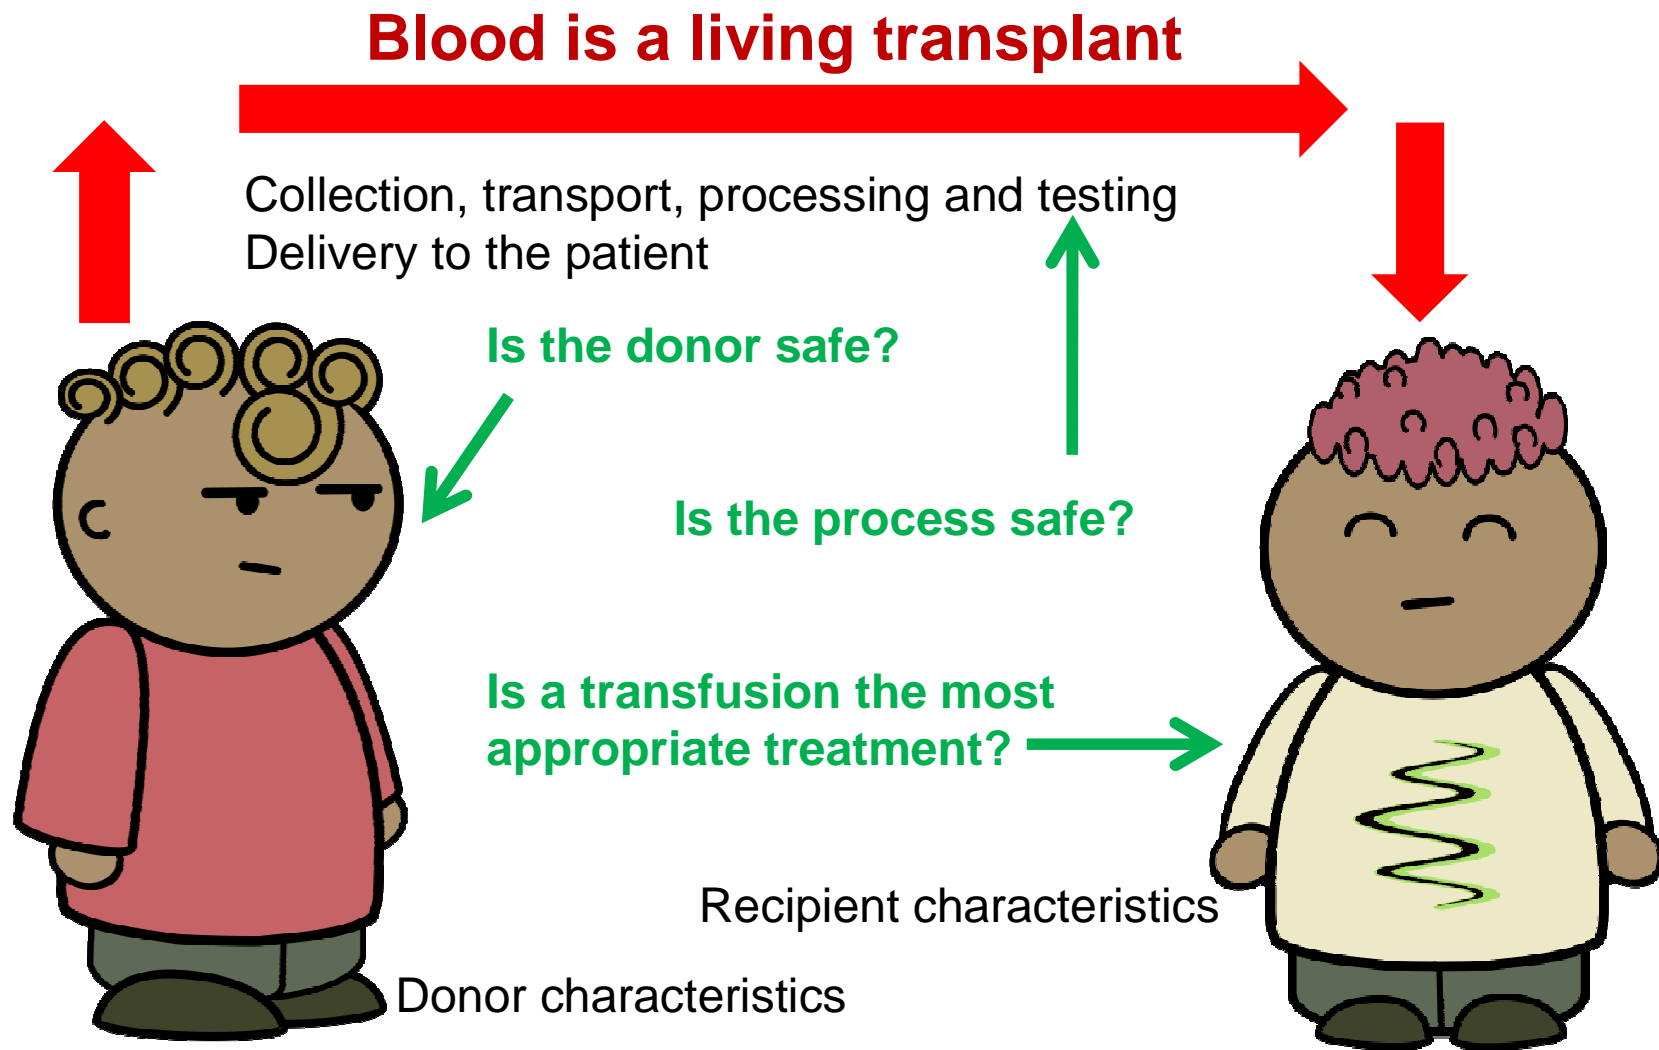 Blood is a living transplant
Collection, transport, processing and testing
Delivery to the patient
Is the donor safe?
Is the process safe?
Is a transfusion the most
appropriate treatment?
Recipient characteristics
Donor characteristics